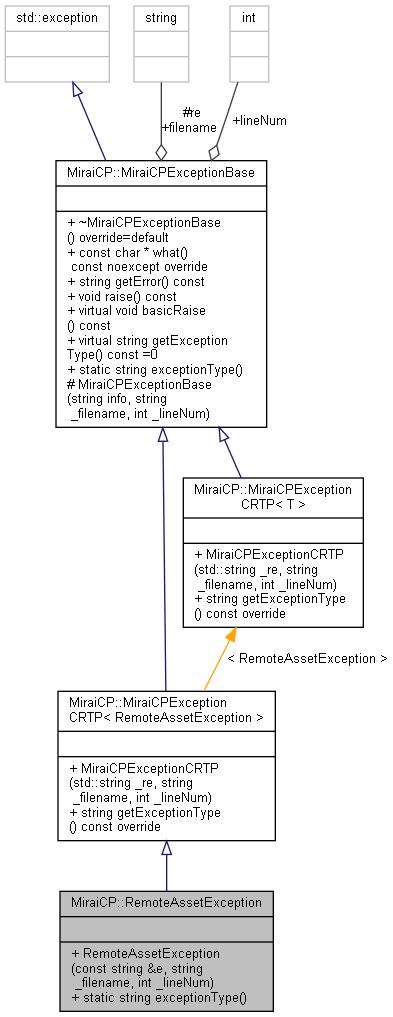 std::exception
string
int
#re
+filename
+lineNum
MiraiCP::MiraiCPExceptionBase
+ ~MiraiCPExceptionBase
() override=default
+ const char * what()
const noexcept override
+ string getError() const
+ void raise() const
+ virtual void basicRaise
() const
+ virtual string getException
Type() const =0
+ static string exceptionType()
# MiraiCPExceptionBase
(string info, string
_filename, int _lineNum)
MiraiCP::MiraiCPException
CRTP< T >
+ MiraiCPExceptionCRTP
(std::string _re, string
_filename, int _lineNum)
+ string getExceptionType
() const override
< RemoteAssetException >
MiraiCP::MiraiCPException
CRTP< RemoteAssetException >
+ MiraiCPExceptionCRTP
(std::string _re, string
_filename, int _lineNum)
+ string getExceptionType
() const override
MiraiCP::RemoteAssetException
+ RemoteAssetException
(const string &e, string
_filename, int _lineNum)
+ static string exceptionType()